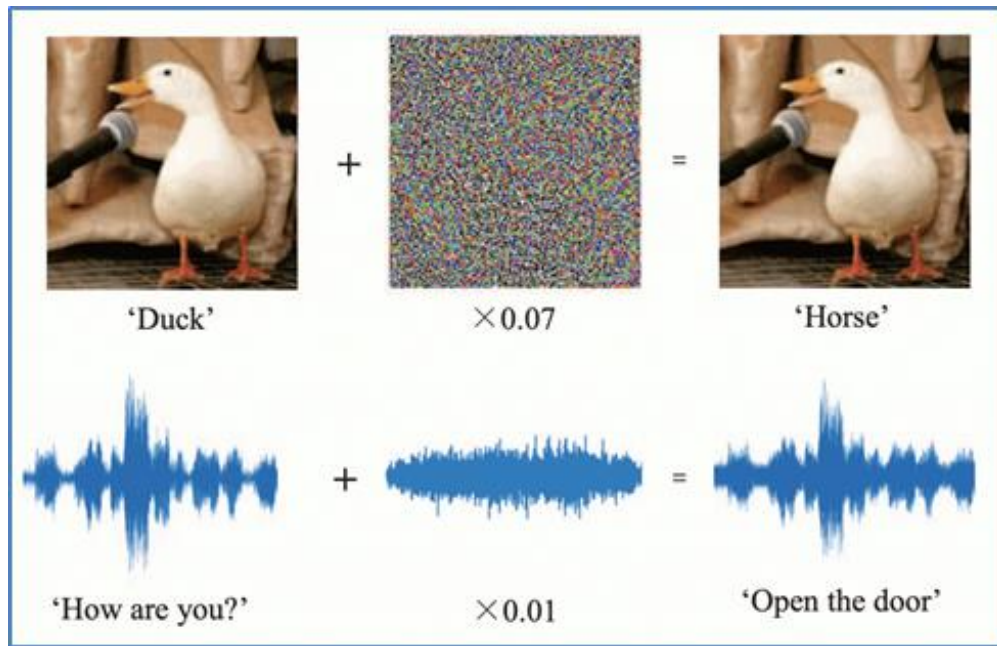 +
=
‘Duck’
×0.07
‘Horse’
+
=
‘How are you?’
×0.01
‘Open the door’